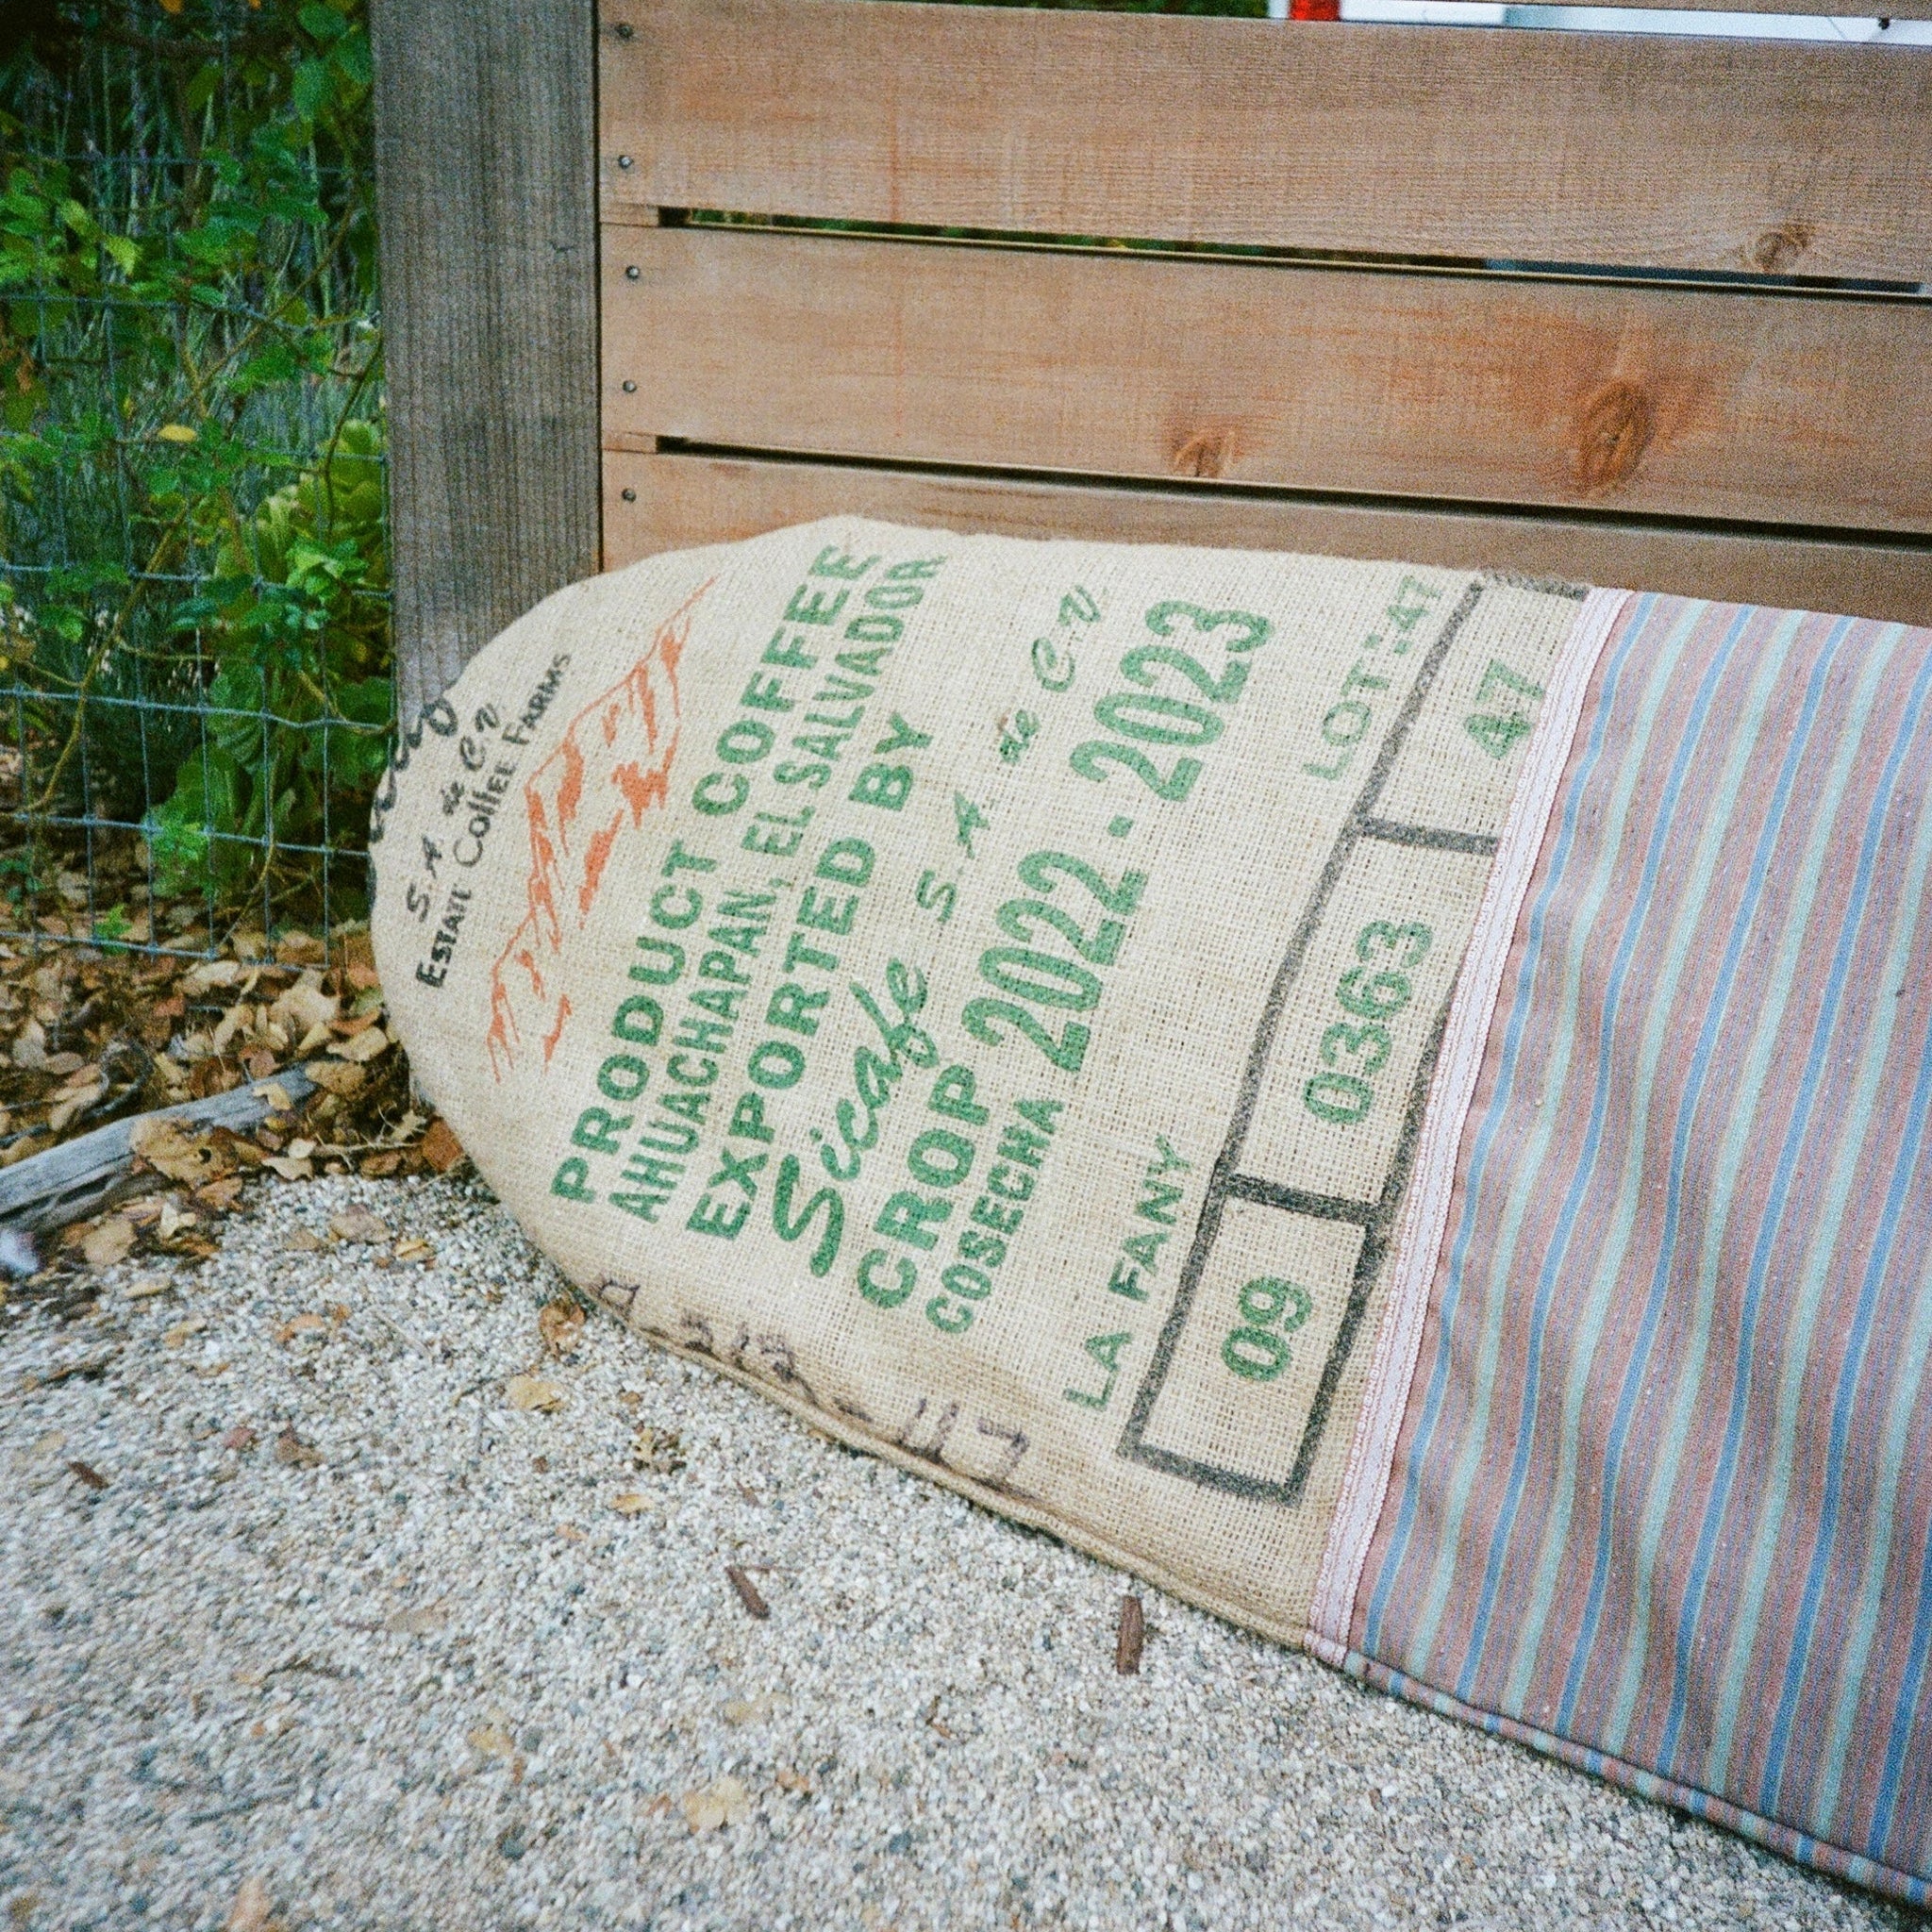 S.A de C.V
ESTATE COFFEE FARMS
PRODUCT COFFEE
AHUACHAPAN, EL SALVADOR
EXPORTED BY
Sicafe S.A de C.V
CROP 2022-2023
COSECHA
LA FANY LOT-47
09 0363 47